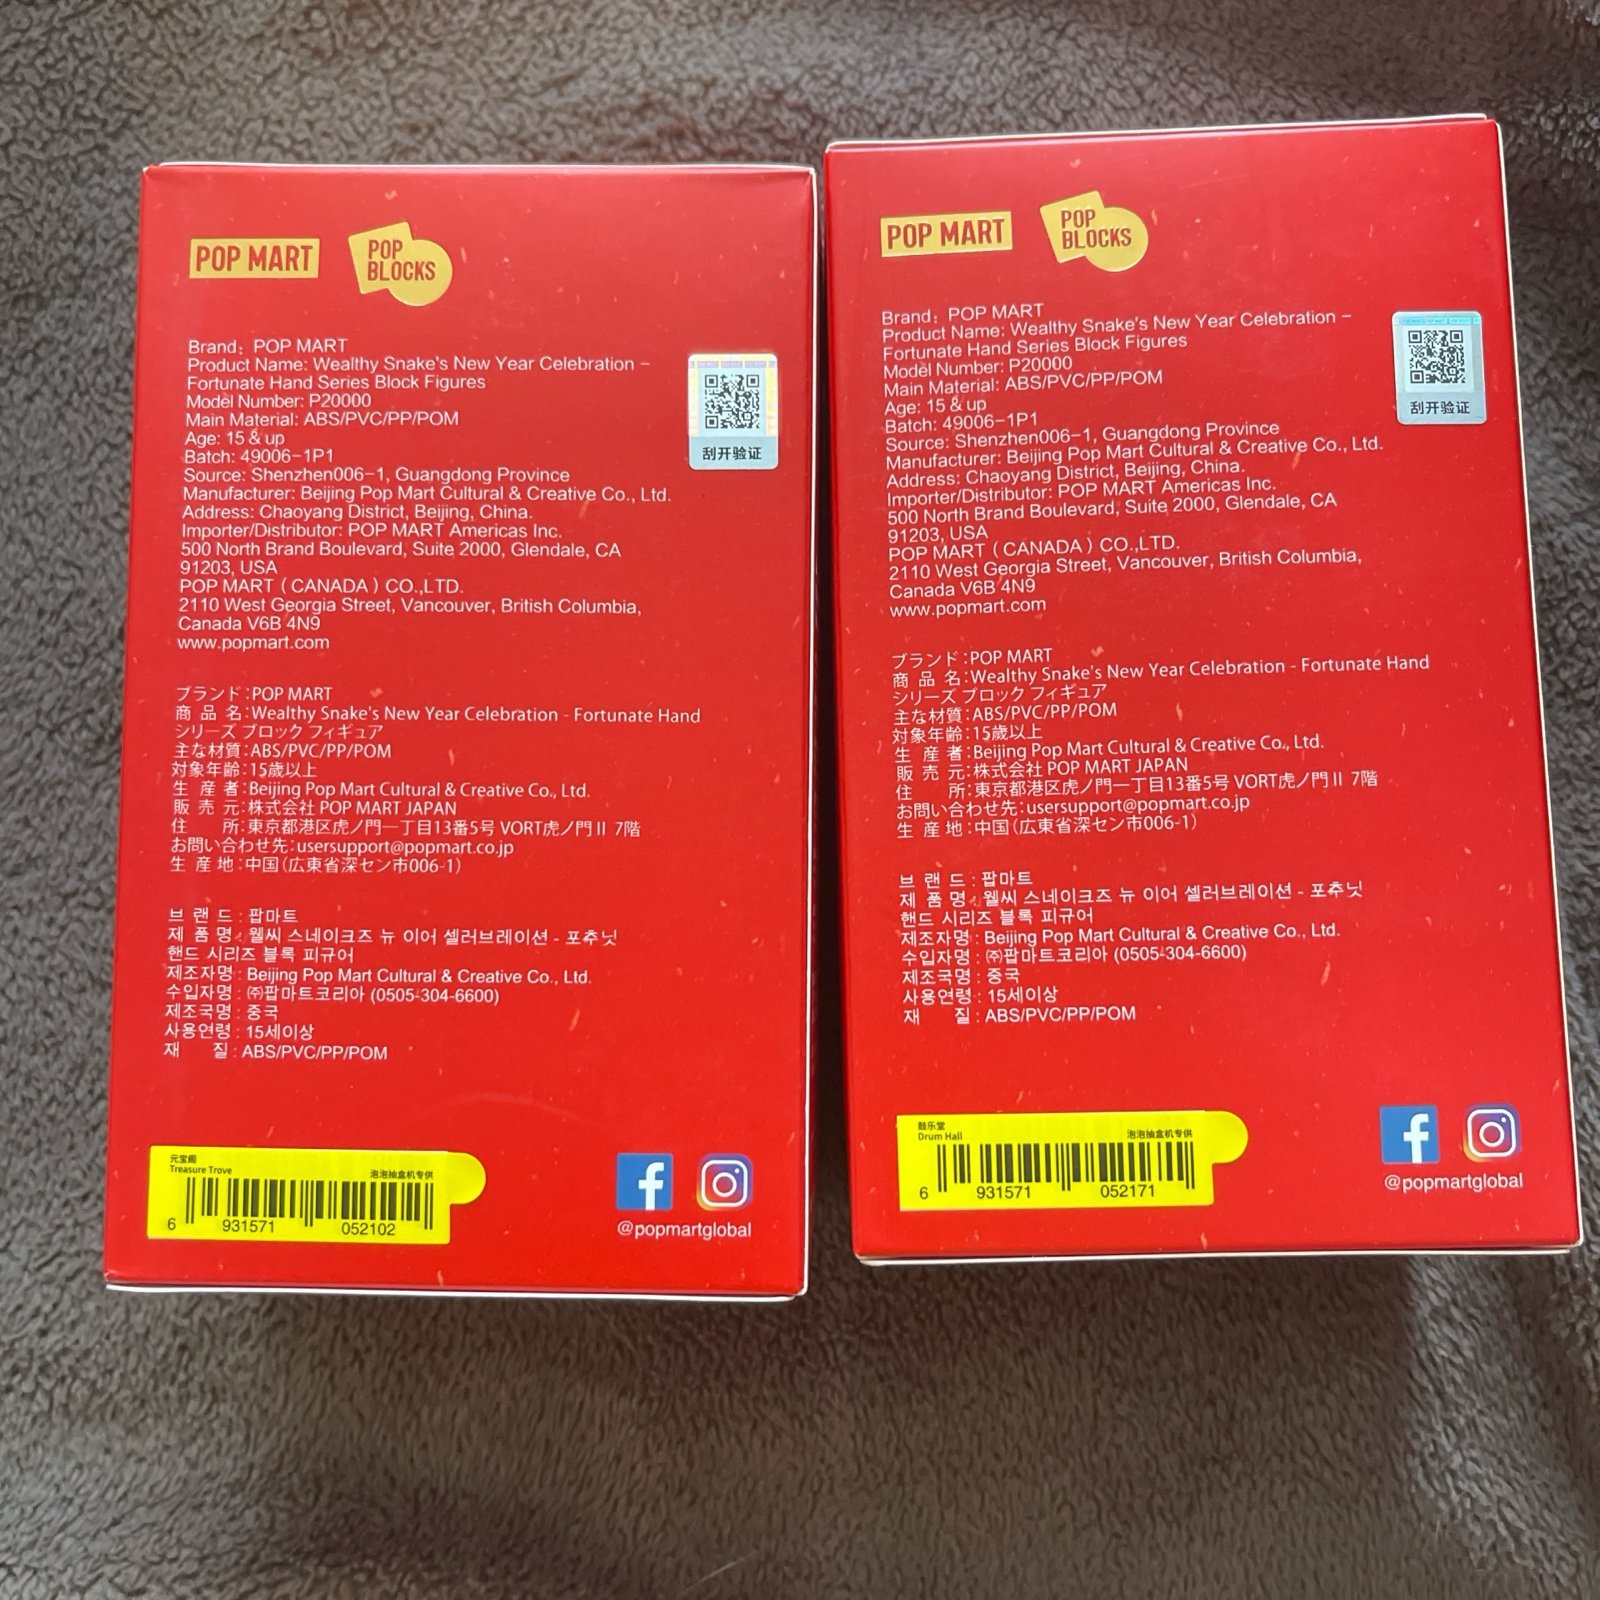 POP MART
POP
BLOCKS
Brand: POP MART
Product Name: Wealthy Snake's New Year Celebration –
Fortunate Hand Series Block Figures
Model Number: P20000
Main Material: ABS/PVC/PP/POM
Age: 15 & up
Batch: 49006-1P1
Source: Shenzhen006-1, Guangdong Province
Manufacturer: Beijing Pop Mart Cultural & Creative Co., Ltd.
Address: Chaoyang District, Beijing, China.
Importer/Distributor: POP MART Americas Inc.
500 North Brand Boulevard, Suite 2000, Glendale, CA
91203, USA
POP MART (CANADA) CO.,LTD.
2110 West Georgia Street, Vancouver, British Columbia,
Canada V6B 4N9
www.popmart.com
刮开验证
ブランド:POP MART
商 品 名:Wealthy Snake's New Year Celebration - Fortunate Hand
シリーズ ブロック フィギュア
主な材質:ABS/PVC/PP/POM
対象年齢:15歳以上
生 産 者:Beijing Pop Mart Cultural & Creative Co., Ltd.
販 売 元:株式会社 POP MART JAPAN
住 所:東京都港区虎ノ門一丁目13番5号 VORT虎ノ門Ⅱ 7階
お問い合わせ先:usersupport@popmart.co.jp
生 産 地:中国(広東省深セン市006-1)
브 랜 드 : 팝마트
제 품 명 : 웰씨 스네이크즈 뉴 이어 셀러브레이션 - 포추닛
핸드 시리즈 블록 피규어
제조자명 : Beijing Pop Mart Cultural & Creative Co., Ltd.
수입자명 : ㈜팝마트코리아 (0505-304-6600)
제조국명 : 중국
사용연령 : 15세이상
재 질 : ABS/PVC/PP/POM
元宝阁
Treasure Trove
泡泡抽盒机专供
6 931571 052102
@popmartglobal
POP MART
POP
BLOCKS
Brand: POP MART
Product Name: Wealthy Snake's New Year Celebration –
Fortunate Hand Series Block Figures
Model Number: P20000
Main Material: ABS/PVC/PP/POM
Age: 15 & up
Batch: 49006-1P1
Source: Shenzhen006-1, Guangdong Province
Manufacturer: Beijing Pop Mart Cultural & Creative Co., Ltd.
Address: Chaoyang District, Beijing, China.
Importer/Distributor: POP MART Americas Inc.
500 North Brand Boulevard, Suite 2000, Glendale, CA
91203, USA
POP MART (CANADA) CO.,LTD.
2110 West Georgia Street, Vancouver, British Columbia,
Canada V6B 4N9
www.popmart.com
刮开验证
ブランド:POP MART
商 品 名:Wealthy Snake's New Year Celebration - Fortunate Hand
シリーズ ブロック フィギュア
主な材質:ABS/PVC/PP/POM
対象年齢:15歳以上
生 産 者:Beijing Pop Mart Cultural & Creative Co., Ltd.
販 売 元:株式会社 POP MART JAPAN
住 所:東京都港区虎ノ門一丁目13番5号 VORT虎ノ門Ⅱ 7階
お問い合わせ先:usersupport@popmart.co.jp
生 産 地:中国(広東省深セン市006-1)
브 랜 드 : 팝마트
제 품 명 : 웰씨 스네이크즈 뉴 이어 셀러브레이션 - 포추닛
핸드 시리즈 블록 피규어
제조자명 : Beijing Pop Mart Cultural & Creative Co., Ltd.
수입자명 : ㈜팝마트코리아 (0505-304-6600)
제조국명 : 중국
사용연령 : 15세이상
재 질 : ABS/PVC/PP/POM
鼓乐堂
Drum Hall
泡泡抽盒机专供
6 931571 052171
@popmartglobal